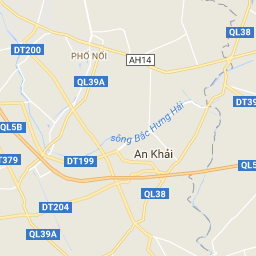 QL38
DT200
PHỐ NỐI
AH14
QL39A
DT39
sông Bắc Hưng Hải
QL5B
DT379
DT199
An Khải
QL5
QL38
DT204
QL39A